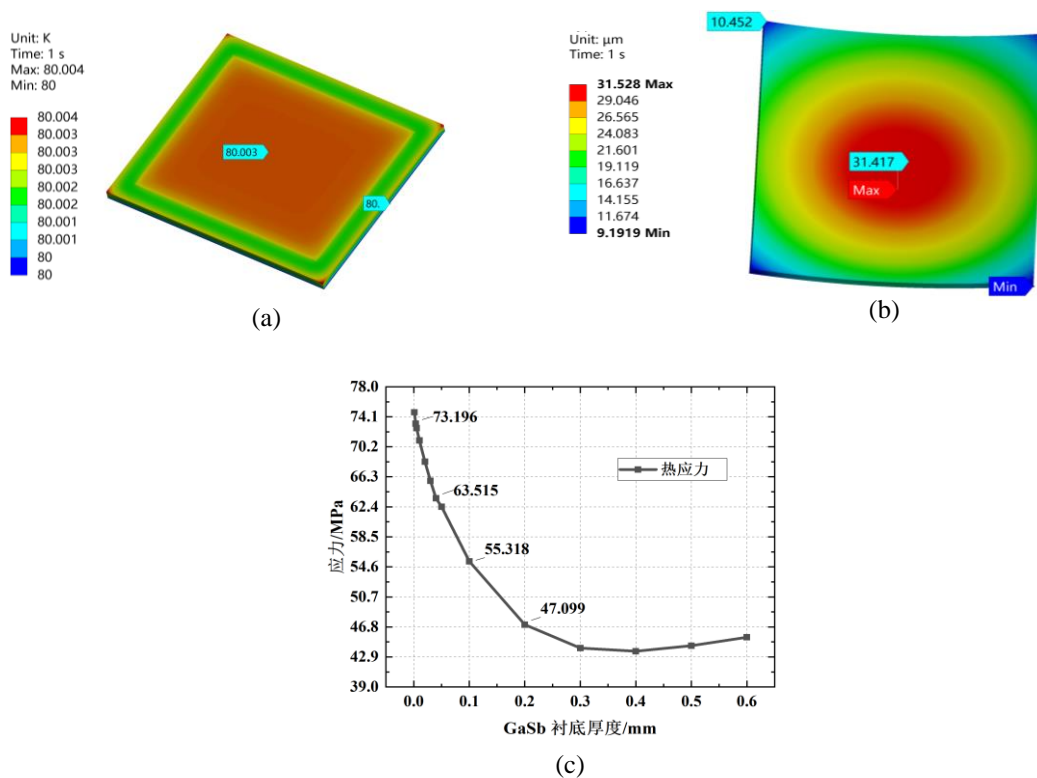 Unit: K
Time: 1 s
Max: 80.004
Min: 80
80.004
80.003
80.003
80.002
80.002
80.001
80.001
80
80
80.003
80.
(a)
10.452
Unit: µm
Time: 1 s
31.528 Max
29.046
26.565
24.083
21.601
19.119
16.637
14.155
11.674
9.1919 Min
31.417
Max
Min
(b)
78.0
74.1
70.2
66.3
62.4
58.5
54.6
50.7
46.8
42.9
39.0
应力/MPa
73.196
63.515
55.318
47.099
热应力
0.0 0.1 0.2 0.3 0.4 0.5 0.6
GaSb 衬底厚度/mm
(c)